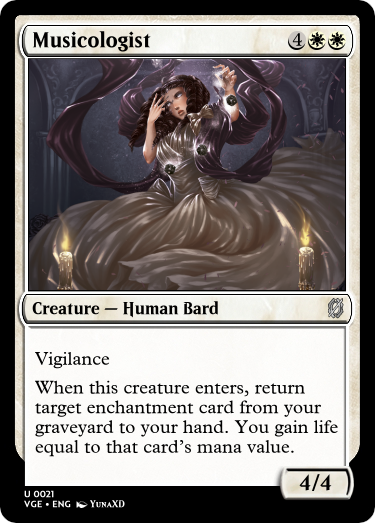 Musicologist 4
Creature — Human Bard
Vigilance
When this creature enters, return
target enchantment card from your
graveyard to your hand. You gain life
equal to that card's mana value.
4/4
U 0021
VGE • ENG YunaXD